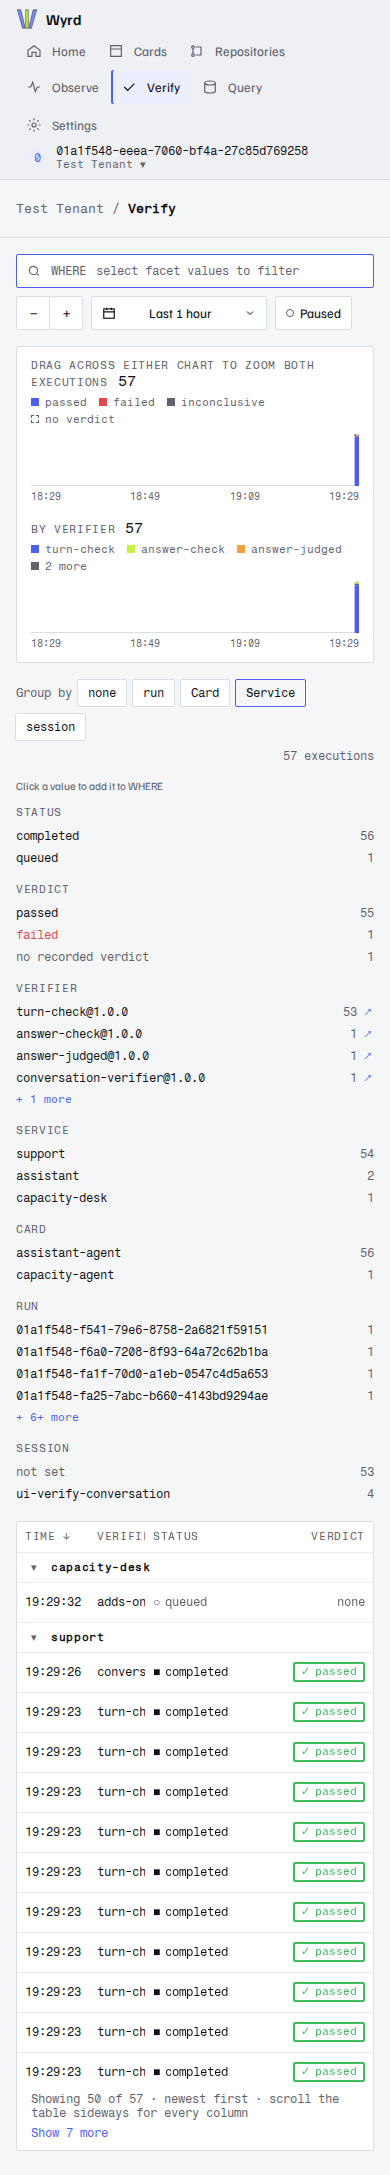 Wyrd
Home Cards Repositories
Observe Verify Query
Settings
0 01a1f548-eeea-7060-bf4a-27c85d769258
Test Tenant ▾
Test Tenant / Verify
WHERE select facet values to filter
− + Last 1 hour Paused
DRAG ACROSS EITHER CHART TO ZOOM BOTH
EXECUTIONS 57
passed failed inconclusive
no verdict
18:29 18:49 19:09 19:29
BY VERIFIER 57
turn-check answer-check answer-judged
2 more
18:29 18:49 19:09 19:29
Group by none run Card Service
session
57 executions
Click a value to add it to WHERE
STATUS
completed 56
queued 1
VERDICT
passed 55
failed 1
no recorded verdict 1
VERIFIER
turn-check@1.0.0 53 ↗
answer-check@1.0.0 1 ↗
answer-judged@1.0.0 1 ↗
conversation-verifier@1.0.0 1 ↗
+ 1 more
SERVICE
support 54
assistant 2
capacity-desk 1
CARD
assistant-agent 56
capacity-agent 1
RUN
01a1f548-f541-79e6-8758-2a6821f59151 1
01a1f548-f6a0-7208-8f93-64a72c62b1ba 1
01a1f548-fa1f-70d0-a1eb-0547c4d5a653 1
01a1f548-fa25-7abc-b660-4143bd9294ae 1
+ 6+ more
SESSION
not set 53
ui-verify-conversation 4
TIME ↓ VERIFI STATUS VERDICT
▾ capacity-desk
19:29:32 adds-on ○ queued none
▾ support
19:29:26 convers ■ completed ✓ passed
19:29:23 turn-ch ■ completed ✓ passed
19:29:23 turn-ch ■ completed ✓ passed
19:29:23 turn-ch ■ completed ✓ passed
19:29:23 turn-ch ■ completed ✓ passed
19:29:23 turn-ch ■ completed ✓ passed
19:29:23 turn-ch ■ completed ✓ passed
19:29:23 turn-ch ■ completed ✓ passed
19:29:23 turn-ch ■ completed ✓ passed
19:29:23 turn-ch ■ completed ✓ passed
19:29:23 turn-ch ■ completed ✓ passed
Showing 50 of 57 · newest first · scroll the
table sideways for every column
Show 7 more